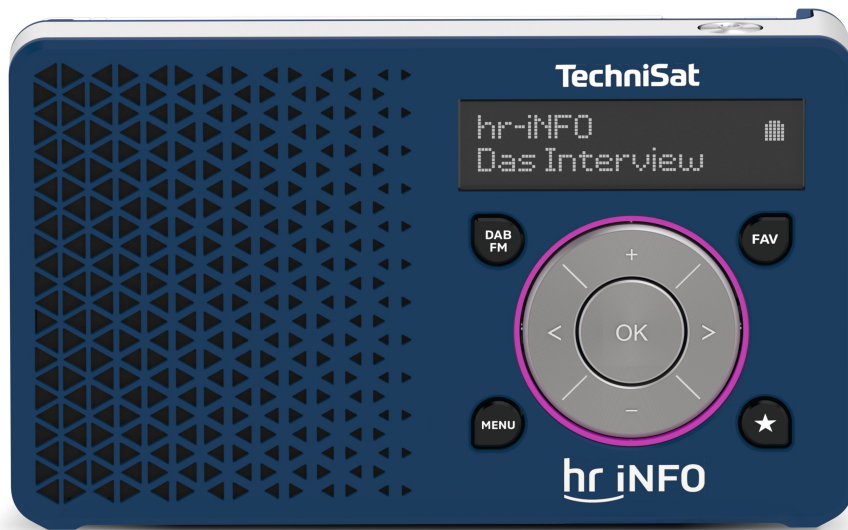 TechniSat
hr-iNFO
Das Interview
DAB
FM
FAV
+
<
OK
>
−
MENU
★
hr iNFO